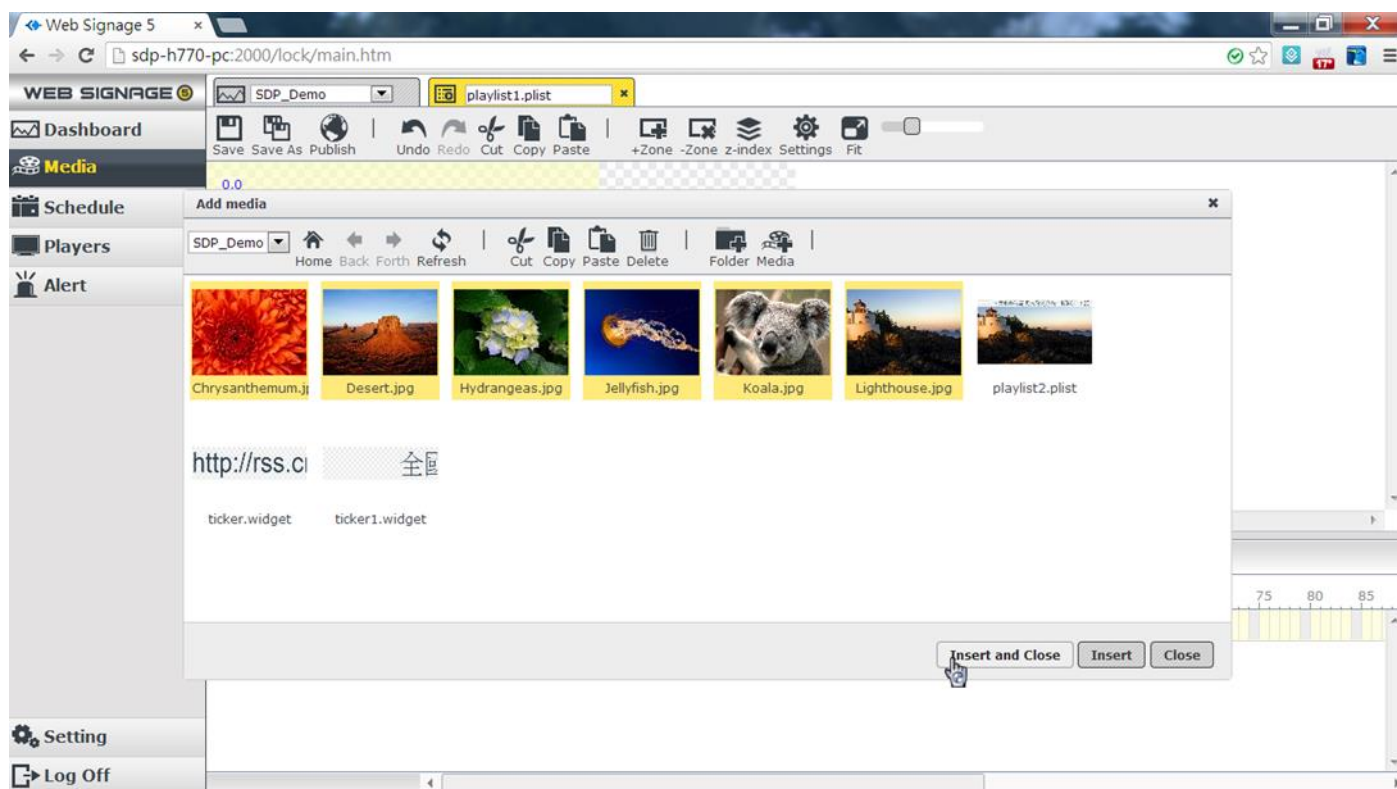 Web Signage 5
sdp-h770-pc:2000/lock/main.htm
17°
WEB SIGNAGE 5
SDP_Demo
playlist1.plist
Dashboard
Media
Schedule
Players
Alert
Save Save As Publish Undo Redo Cut Copy Paste +Zone -Zone z-index Settings Fit
0.0
Add media
SDP_Demo
Home Back Forth Refresh Cut Copy Paste Delete Folder Media
Chrysanthemum.j Desert.jpg Hydrangeas.jpg Jellyfish.jpg Koala.jpg Lighthouse.jpg playlist2.plist
http://rss.c
全
ticker.widget ticker1.widget
75 80 85
Insert and Close Insert Close
Setting
Log Off